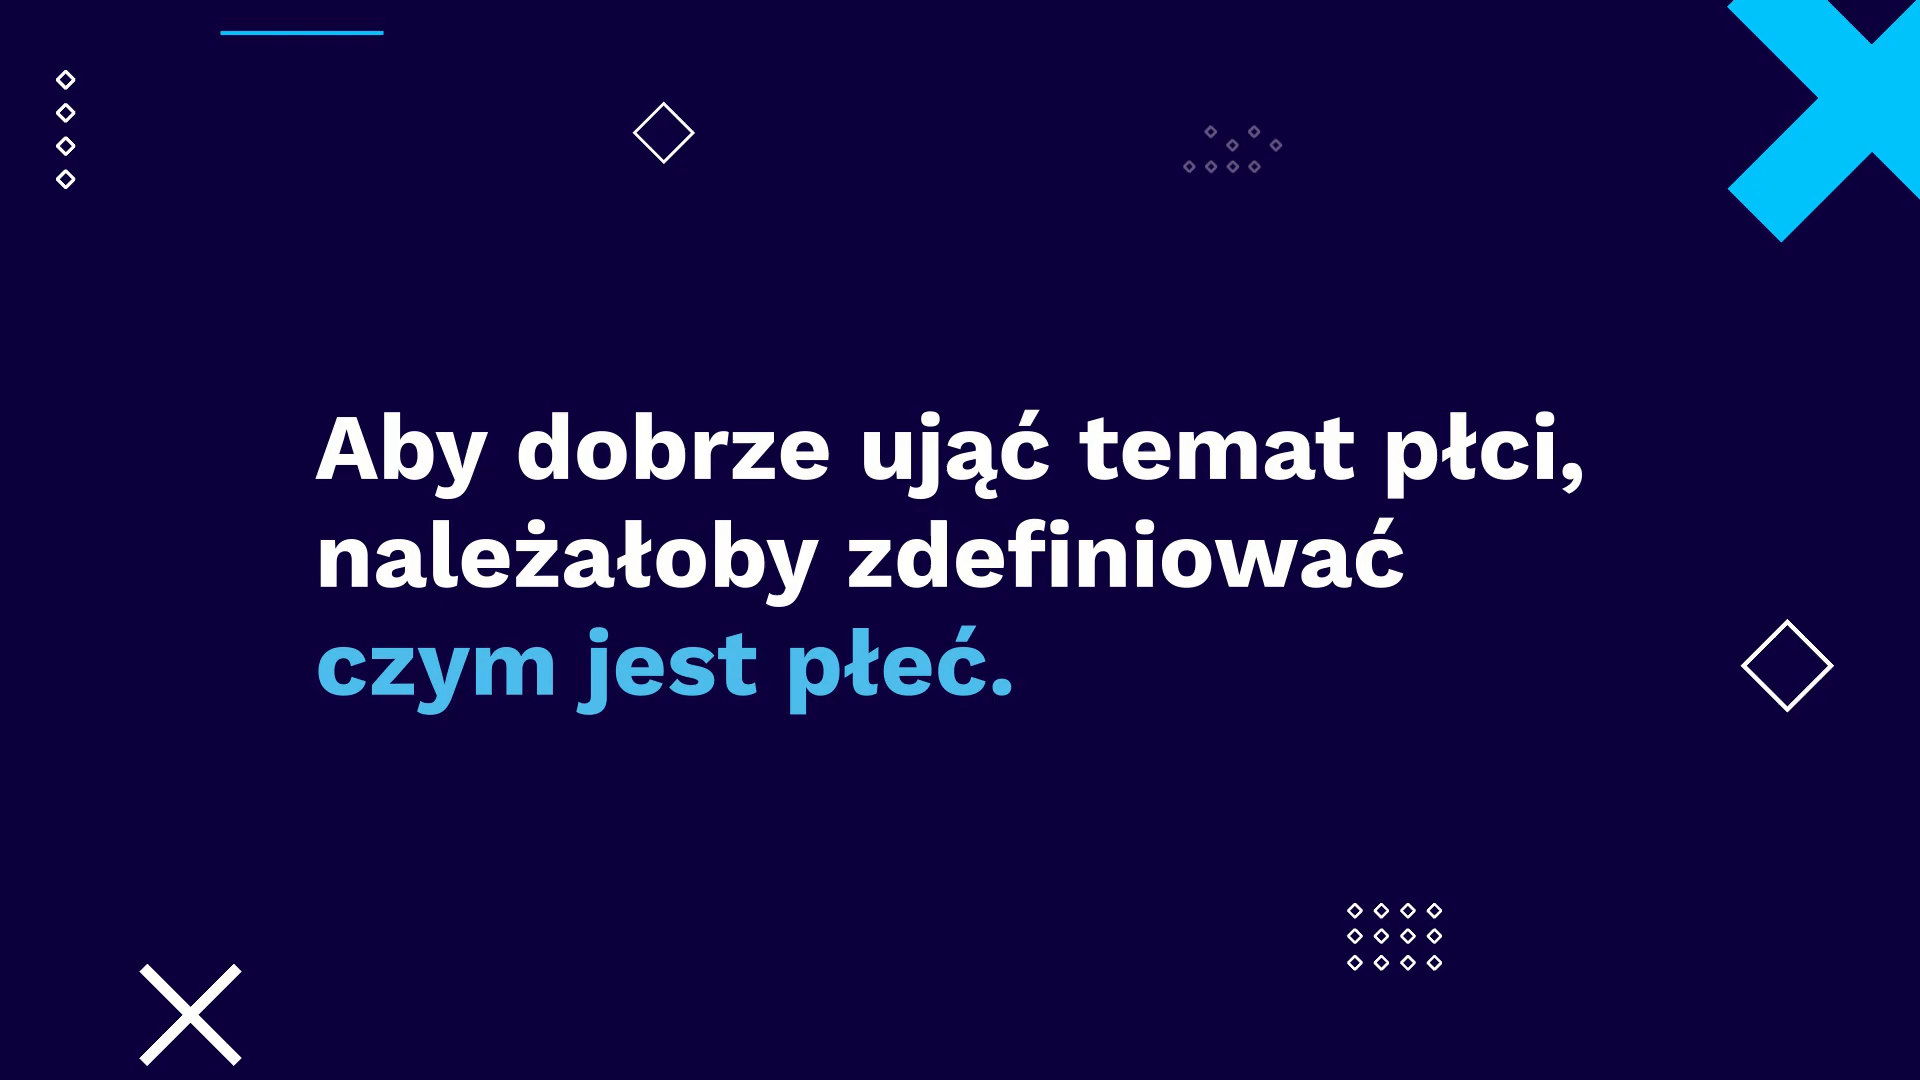 Aby dobrze ująć temat płci,
należałoby zdefiniować
czym jest płeć.